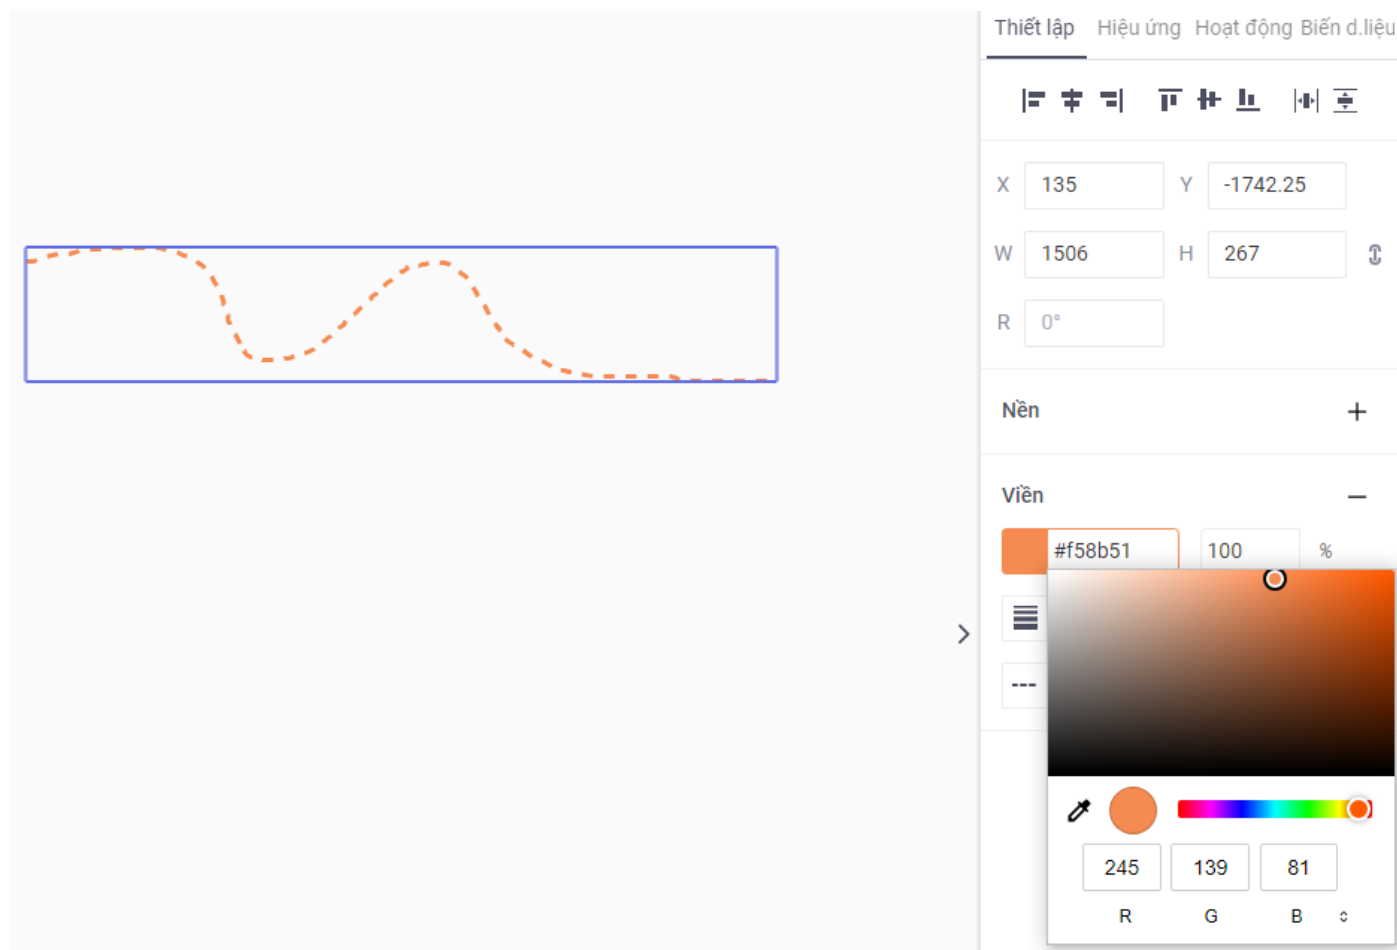 Thiết lập Hiệu ứng Hoạt động Biến d.liệu
X 135 Y -1742.25
W 1506 H 267
R 0°
Nền
Viền
#f58b51 100 %
245 139 81
R G B